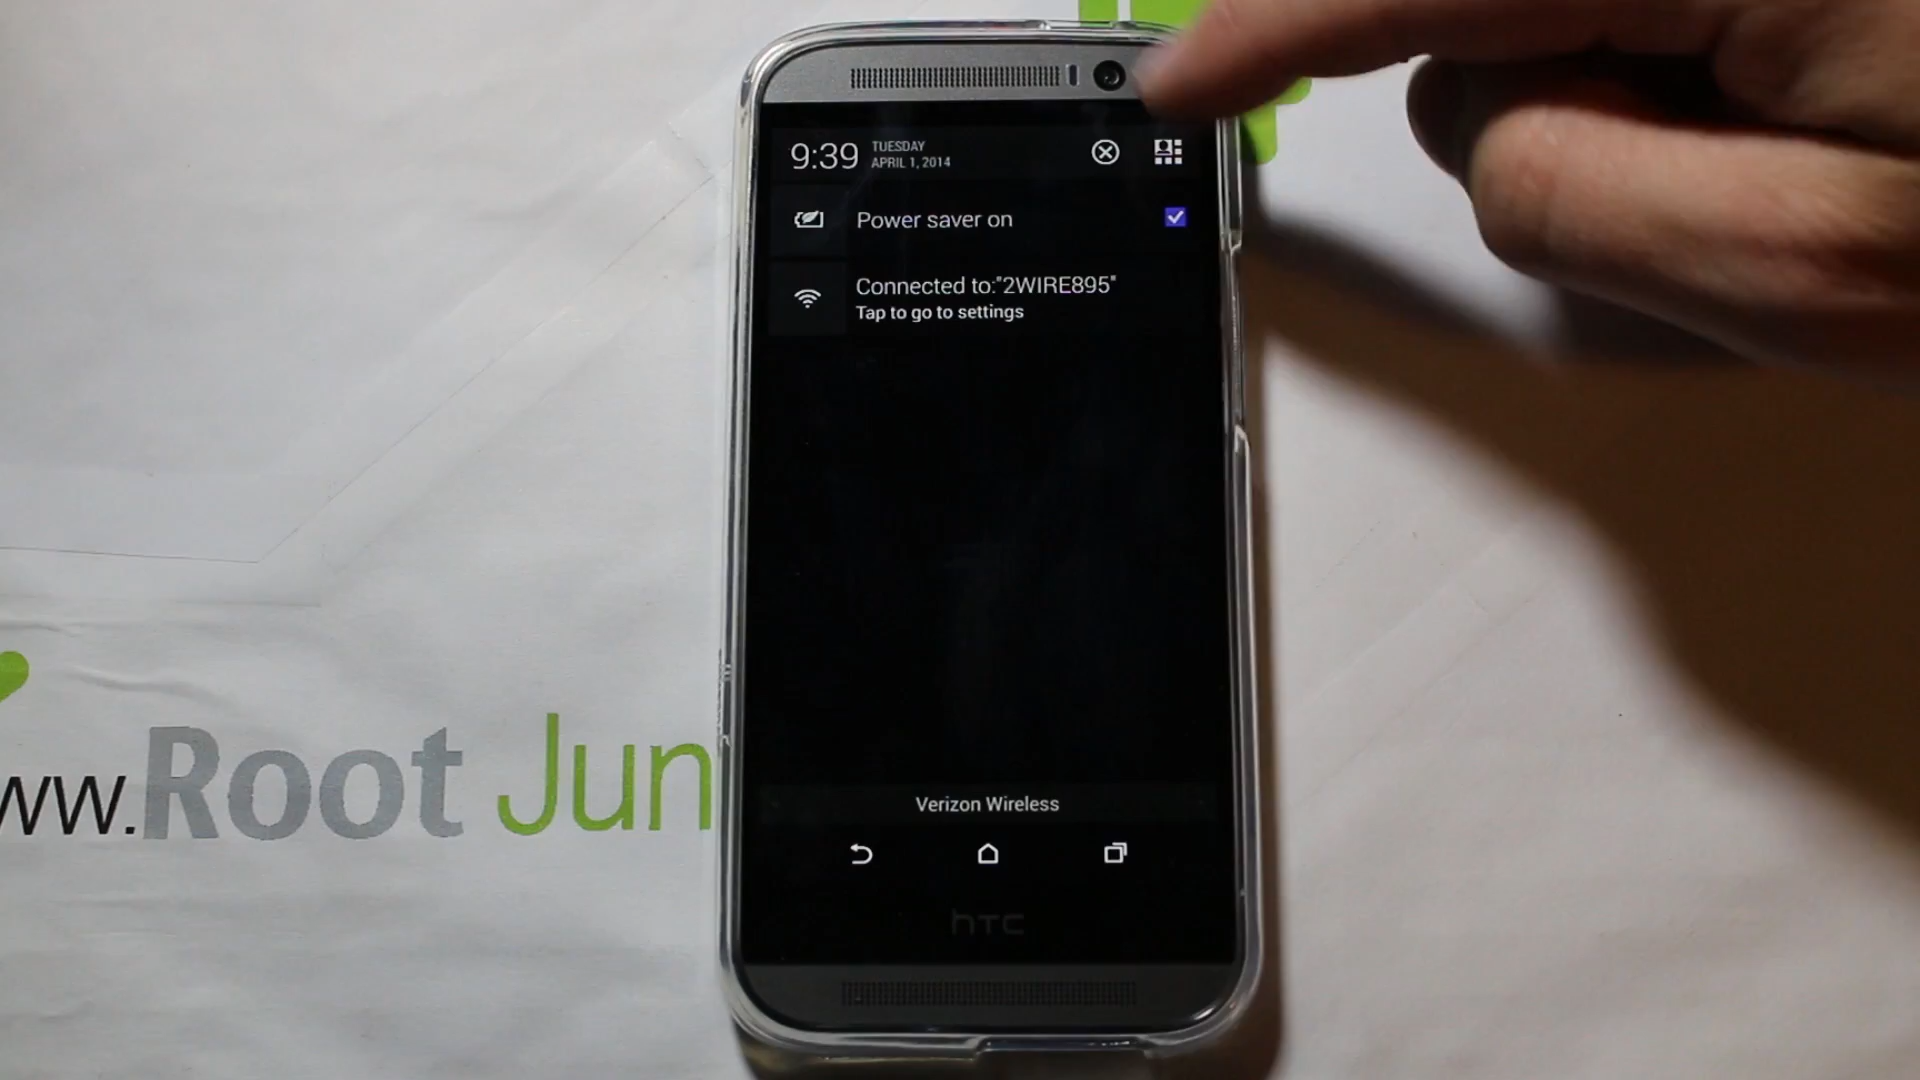 9:39
TUESDAY
APRIL 1, 2014
Power saver on
Connected to:"2WIRE895"
Tap to go to settings
Verizon Wireless
hTC
ww.Root Jun